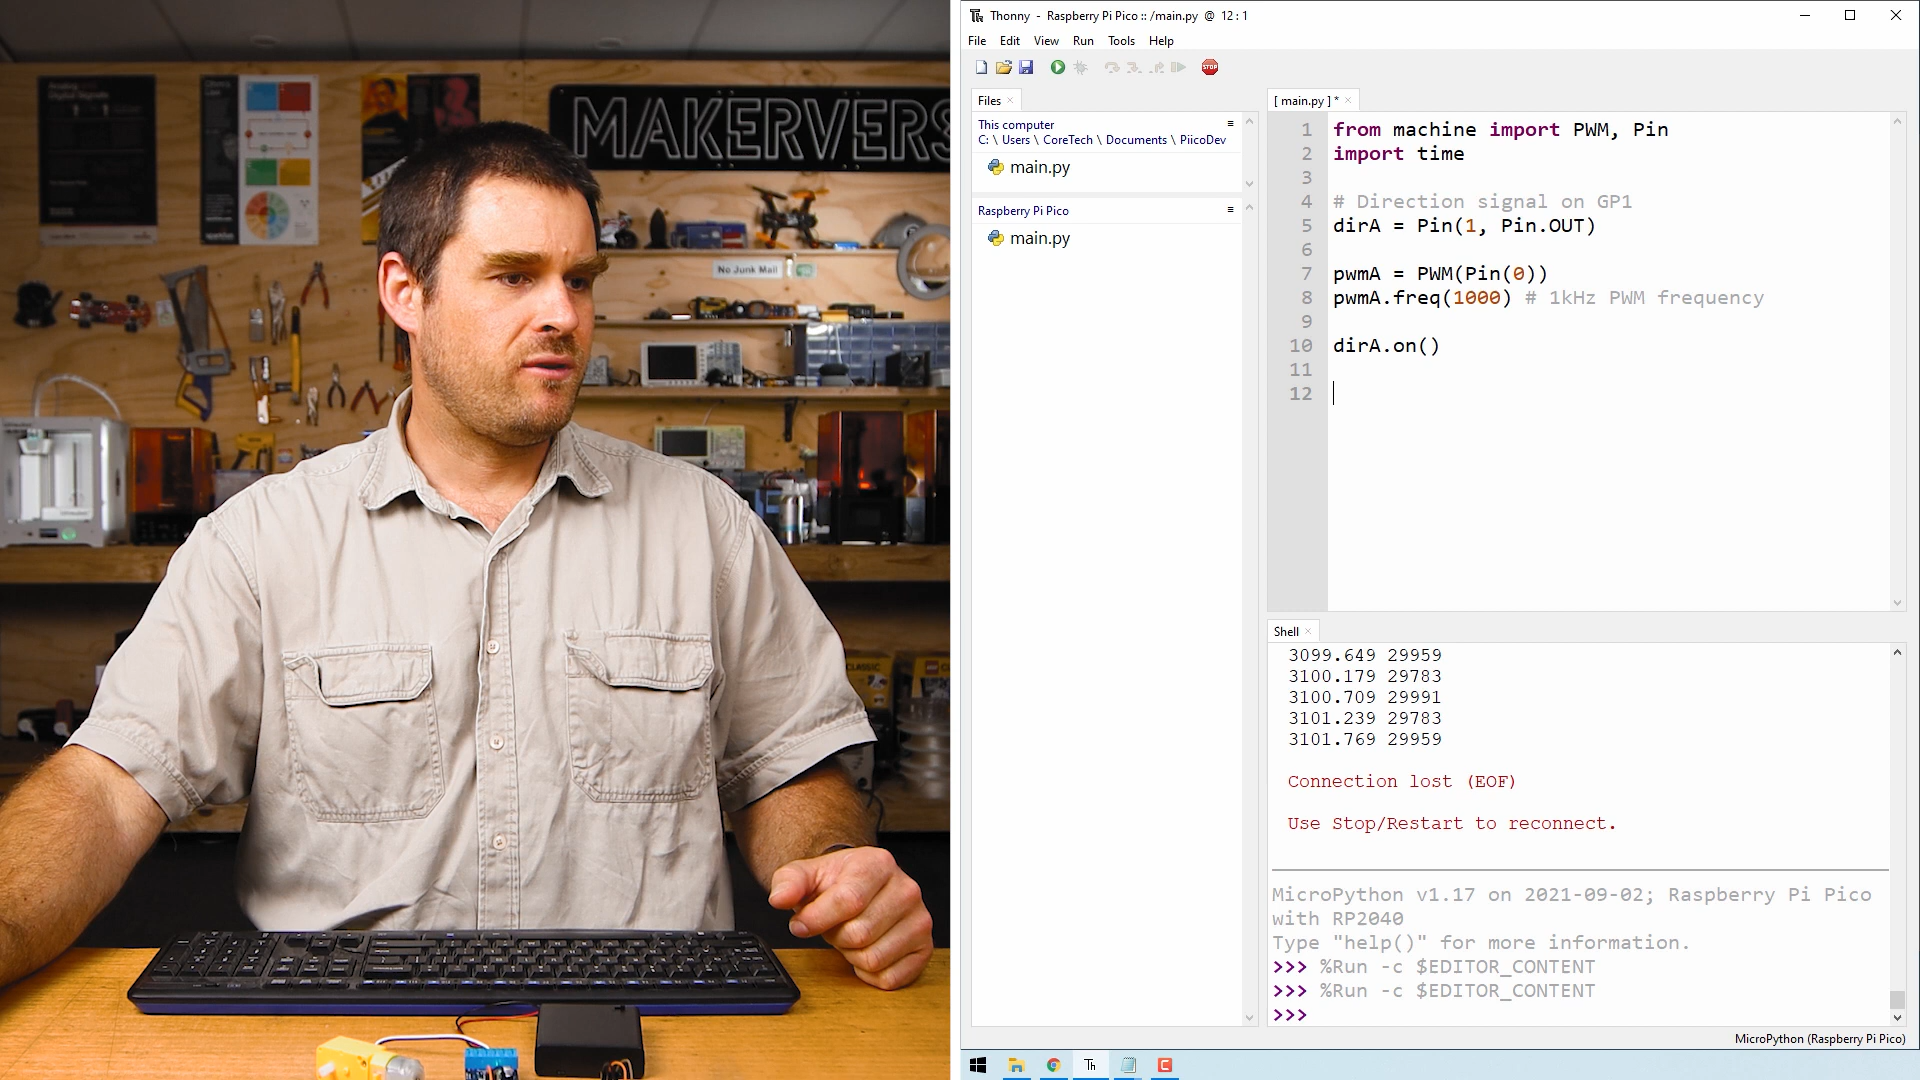 MAKERVERS
No Junk Mail
CLASSIC
Thonny - Raspberry Pi Pico :: /main.py @ 12 : 1
File Edit View Run Tools Help
STOP
Files
This computer
C: \ Users \ CoreTech \ Documents \ PiicoDev
main.py
Raspberry Pi Pico
main.py
[ main.py ] *
1 from machine import PWM, Pin
2 import time
3
4 # Direction signal on GP1
5 dirA = Pin(1, Pin.OUT)
6
7 pwmA = PWM(Pin(0))
8 pwmA.freq(1000) # 1kHz PWM frequency
9
10 dirA.on()
11
12
Shell
3099.649 29959
3100.179 29783
3100.709 29991
3101.239 29783
3101.769 29959
Connection lost (EOF)
Use Stop/Restart to reconnect.
MicroPython v1.17 on 2021-09-02; Raspberry Pi Pico
with RP2040
Type "help()" for more information.
>>> %Run -c $EDITOR_CONTENT
>>> %Run -c $EDITOR_CONTENT
>>>
MicroPython (Raspberry Pi Pico)
Th